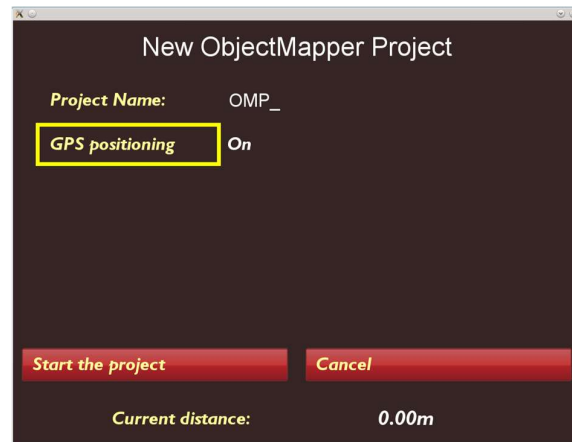 New ObjectMapper Project
Project Name: OMP_
GPS positioning On
Start the project Cancel
Current distance: 0.00m